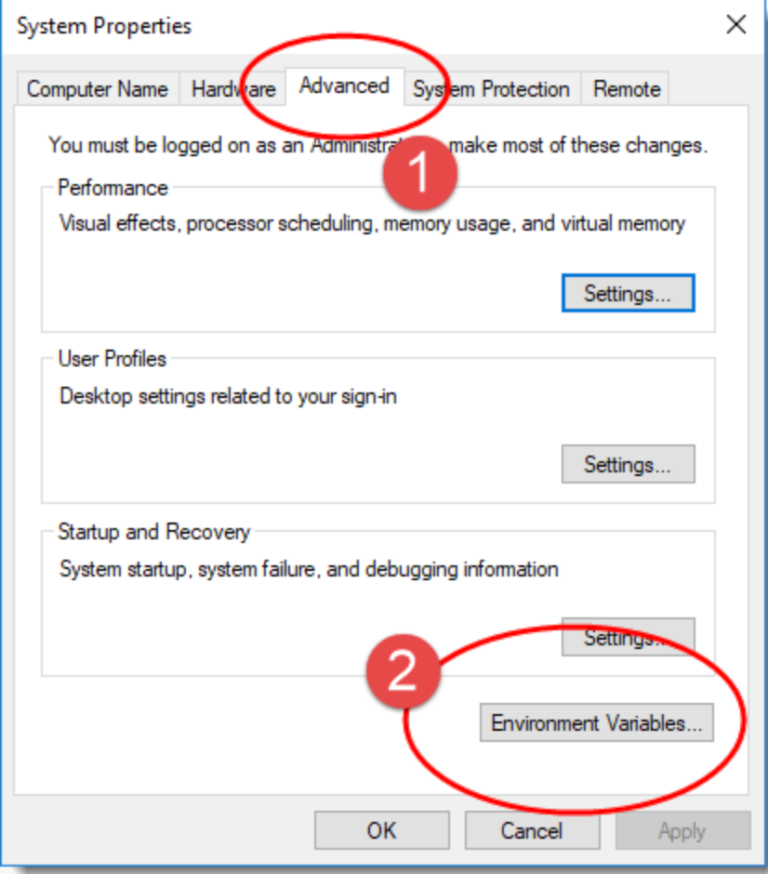 System Properties
Computer Name Hardware Advanced System Protection Remote
You must be logged on as an make most of these changes.
1
Performance
Visual effects, processor scheduling, memory usage, and virtual memory
Settings...
User Profiles
Desktop settings related to your sign-in
Settings...
Startup and Recovery
System startup, system failure, and debugging information
Settings...
2
Environment Variables...
OK Cancel Apply